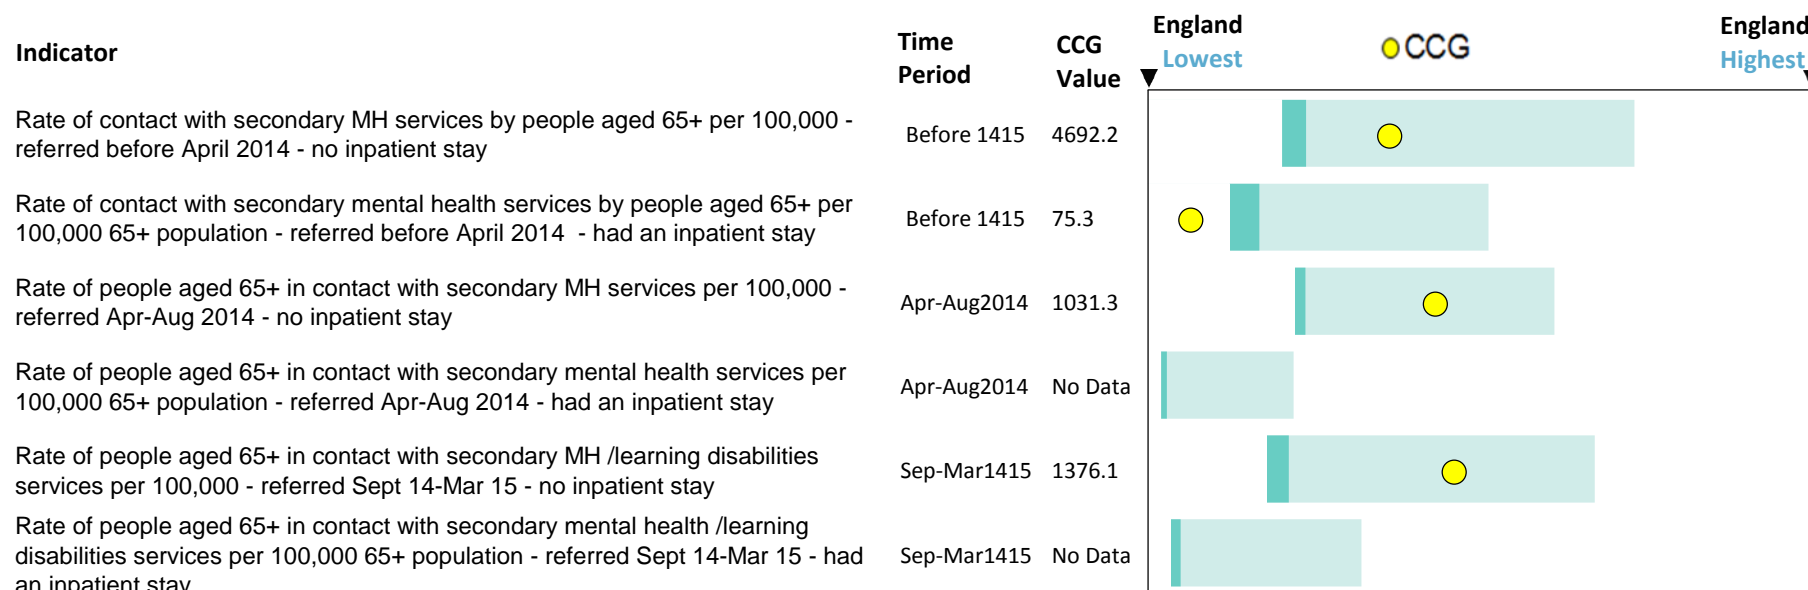 Indicator
Time
Period
CCG
Value
England
Lowest
CCG
England
Highest
Rate of contact with secondary MH services by people aged 65+ per 100,000 -
referred before April 2014 - no inpatient stay
Before 1415 4692.2
Rate of contact with secondary mental health services by people aged 65+ per
100,000 65+ population - referred before April 2014  - had an inpatient stay
Before 1415 75.3
Rate of people aged 65+ in contact with secondary MH services per 100,000 -
referred Apr-Aug 2014 - no inpatient stay
Apr-Aug2014 1031.3
Rate of people aged 65+ in contact with secondary mental health services per
100,000 65+ population - referred Apr-Aug 2014 - had an inpatient stay
Apr-Aug2014 No Data
Rate of people aged 65+ in contact with secondary MH /learning disabilities
services per 100,000 - referred Sept 14-Mar 15 - no inpatient stay
Sep-Mar1415 1376.1
Rate of people aged 65+ in contact with secondary mental health /learning
disabilities services per 100,000 65+ population - referred Sept 14-Mar 15 - had
an inpatient stay
Sep-Mar1415 No Data